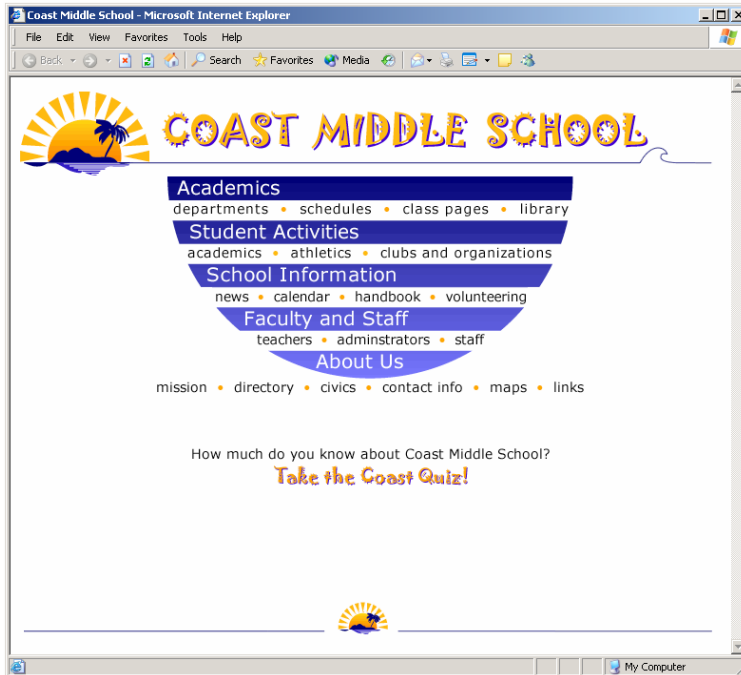 Coast Middle School - Microsoft Internet Explorer
File Edit View Favorites Tools Help
Back Search Favorites Media
COAST MIDDLE SCHOOL
Academics
departments • schedules • class pages • library
Student Activities
academics • athletics • clubs and organizations
School Information
news • calendar • handbook • volunteering
Faculty and Staff
teachers • adminstrators • staff
About Us
mission • directory • civics • contact info • maps • links
How much do you know about Coast Middle School?
Take the Coast Quiz!
My Computer